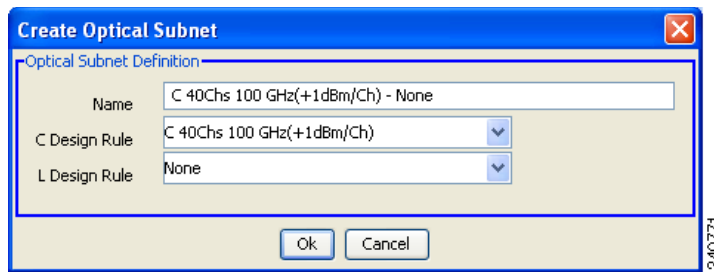 Create Optical Subnet
Optical Subnet Definition
Name C 40Chs 100 GHz(+1dBm/Ch) - None
C Design Rule C 40Chs 100 GHz(+1dBm/Ch)
L Design Rule None
Ok Cancel